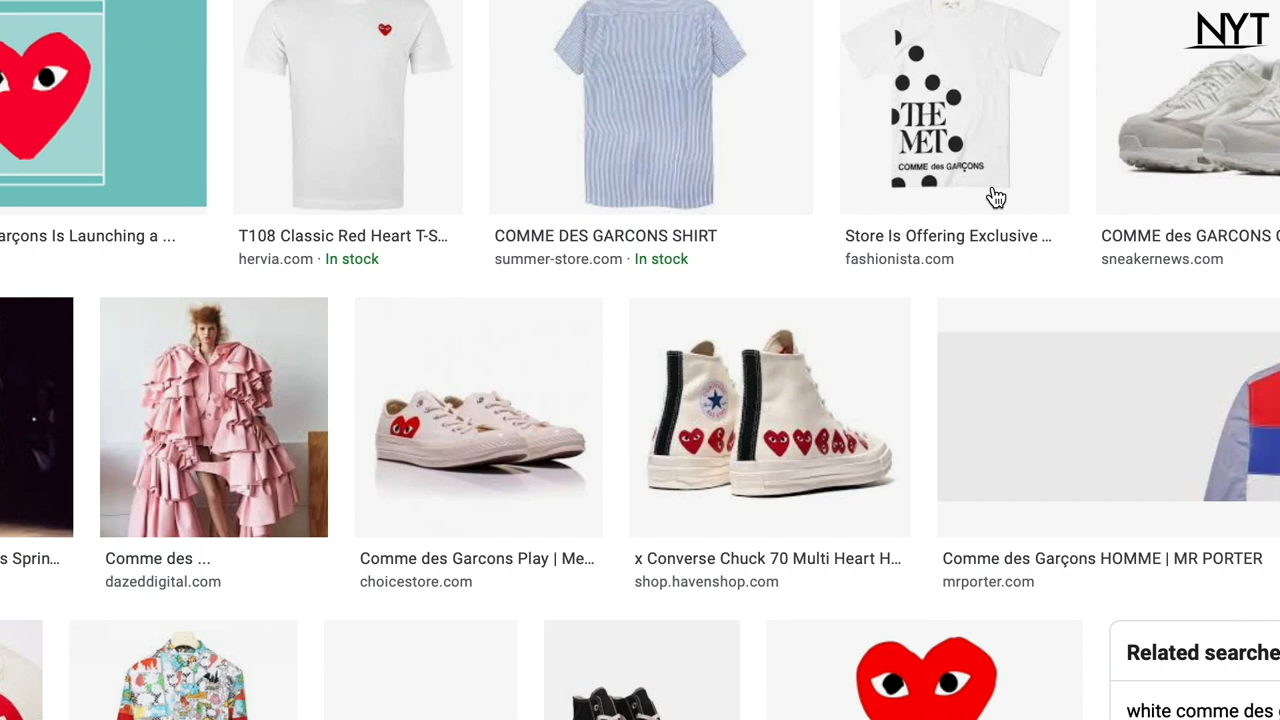 NYT
THE
MET
COMME des GARÇONS
arçons Is Launching a ...
T108 Classic Red Heart T-S...
COMME DES GARCONS SHIRT
Store Is Offering Exclusive ...
COMME des GARCONS
hervia.com · In stock
summer-store.com · In stock
fashionista.com
sneakernews.com
s Sprin...
Comme des ...
Comme des Garcons Play | Me...
x Converse Chuck 70 Multi Heart H...
Comme des Garçons HOMME | MR PORTER
dazeddigital.com
choicestore.com
shop.havenshop.com
mrporter.com
Related searche
white comme des